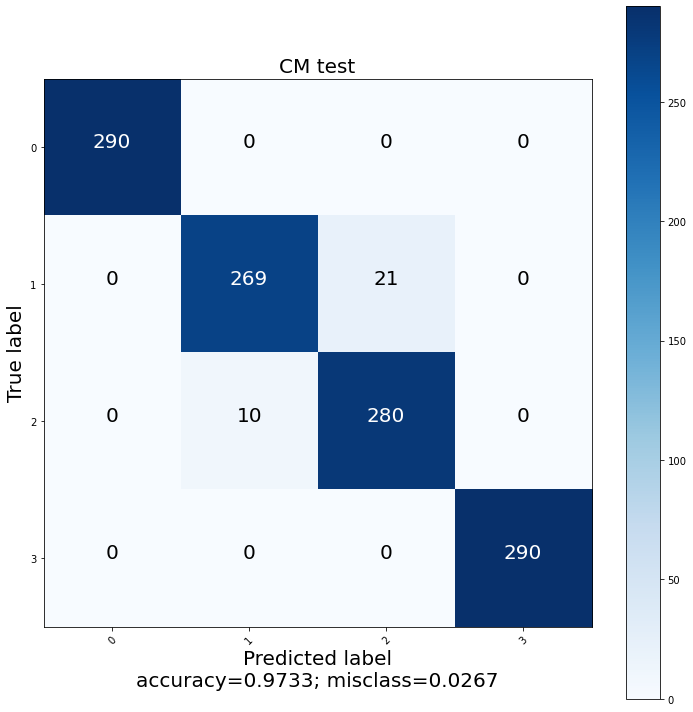 CM test
0 290 0 0 0
1 0 269 21 0
2 0 10 280 0
3 0 0 0 290
True label
0 1 2 3
Predicted label
accuracy=0.9733; misclass=0.0267
250
200
150
100
50
0